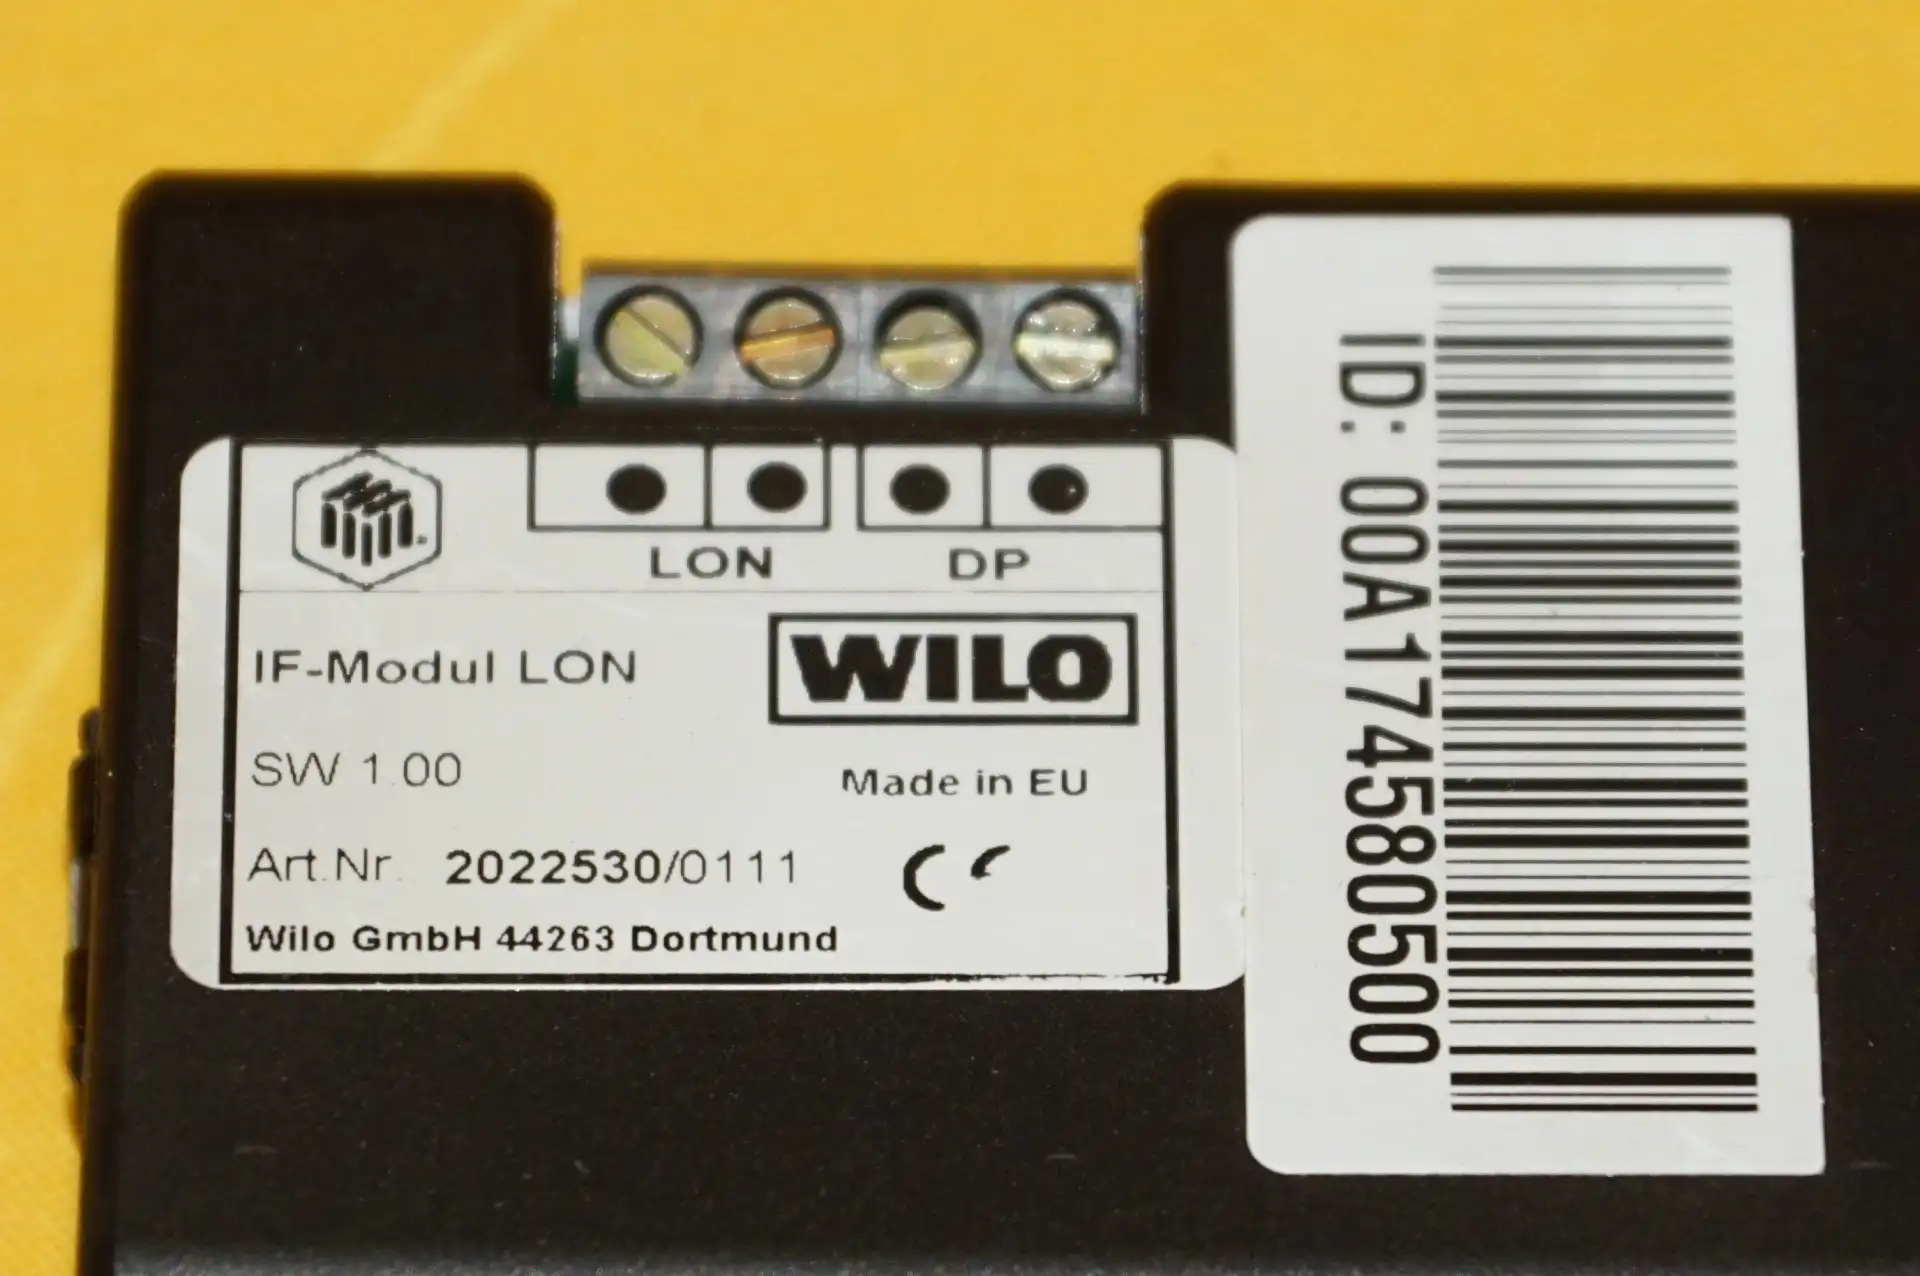 LON DP
IF-Modul LON
WILO
SW 1.00
Made in EU
Art.Nr. 2022530/0111
CE
Wilo GmbH 44263 Dortmund
ID: 00A174580500